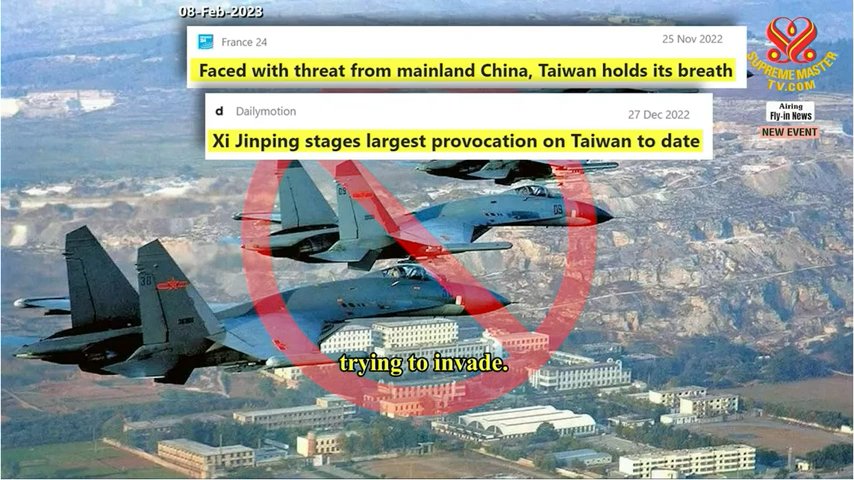 08-Feb-2023
France 24
25 Nov 2022
Faced with threat from mainland China, Taiwan holds its breath
d Dailymotion
27 Dec 2022
Xi Jinping stages largest provocation on Taiwan to date
SUPREME MASTER
TV.COM
Airing
Fly-in News
NEW EVENT
09
38
trying to invade.